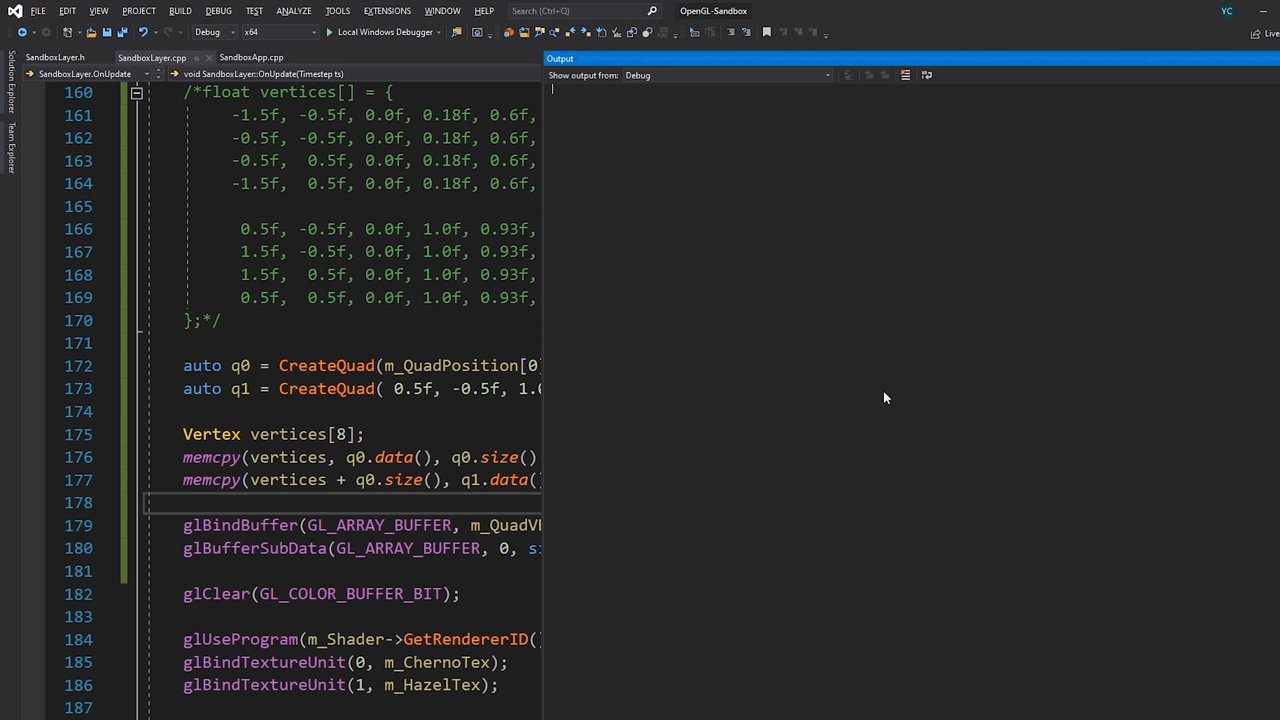 FILE EDIT VIEW PROJECT BUILD DEBUG TEST ANALYZE TOOLS EXTENSIONS WINDOW HELP Search (Ctrl+Q) OpenGL-Sandbox YC
Debug x64 Local Windows Debugger Live
SandboxLayer.h SandboxLayer.cpp SandboxApp.cpp
SandboxLayer.OnUpdate void SandboxLayer::OnUpdate(Timestep ts)
Solution Explorer
Team Explorer
Output
Show output from: Debug
160 /*float vertices[] = {
161 -1.5f, -0.5f, 0.0f, 0.18f, 0.6f,
162 -0.5f, -0.5f, 0.0f, 0.18f, 0.6f,
163 -0.5f, 0.5f, 0.0f, 0.18f, 0.6f,
164 -1.5f, 0.5f, 0.0f, 0.18f, 0.6f,
165
166 0.5f, -0.5f, 0.0f, 1.0f, 0.93f,
167 1.5f, -0.5f, 0.0f, 1.0f, 0.93f,
168 1.5f, 0.5f, 0.0f, 1.0f, 0.93f,
169 0.5f, 0.5f, 0.0f, 1.0f, 0.93f,
170 };*/
171
172 auto q0 = CreateQuad(m_QuadPosition[0]
173 auto q1 = CreateQuad( 0.5f, -0.5f, 1.0
174
175 Vertex vertices[8];
176 memcpy(vertices, q0.data(), q0.size()
177 memcpy(vertices + q0.size(), q1.data()
178
179 glBindBuffer(GL_ARRAY_BUFFER, m_QuadV
180 glBufferSubData(GL_ARRAY_BUFFER, 0, si
181
182 glClear(GL_COLOR_BUFFER_BIT);
183
184 glUseProgram(m_Shader->GetRendererID()
185 glBindTextureUnit(0, m_ChernoTex);
186 glBindTextureUnit(1, m_HazelTex);
187